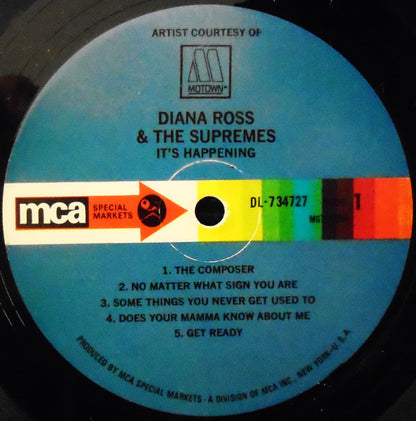 ARTIST COURTESY OF
M
MOTOWN®
DIANA ROSS
& THE SUPREMES
IT'S HAPPENING
mca
SPECIAL
MARKETS
DL-734727
1
1. THE COMPOSER
2. NO MATTER WHAT SIGN YOU ARE
3. SOME THINGS YOU NEVER GET USED TO
4. DOES YOUR MAMMA KNOW ABOUT ME
5. GET READY
PRODUCED BY MCA SPECIAL MARKETS · A DIVISION OF MCA INC., NEW YORK - U.S.A